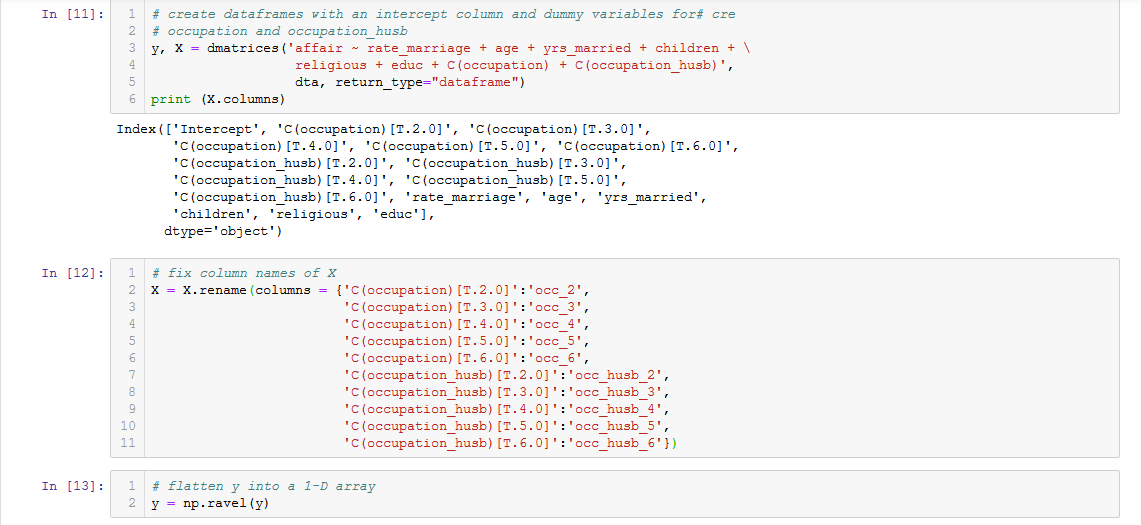 In [11]:
1 # create dataframes with an intercept column and dummy variables for# cre
2 # occupation and occupation_husb
3 y, X = dmatrices('affair ~ rate_marriage + age + yrs_married + children + \
4 religious + educ + C(occupation) + C(occupation_husb)',
5 dta, return_type="dataframe")
6 print (X.columns)
Index(['Intercept', 'C(occupation)[T.2.0]', 'C(occupation)[T.3.0]',
'C(occupation)[T.4.0]', 'C(occupation)[T.5.0]', 'C(occupation)[T.6.0]',
'C(occupation_husb)[T.2.0]', 'C(occupation_husb)[T.3.0]',
'C(occupation_husb)[T.4.0]', 'C(occupation_husb)[T.5.0]',
'C(occupation_husb)[T.6.0]', 'rate_marriage', 'age', 'yrs_married',
'children', 'religious', 'educ'],
dtype='object')
In [12]:
1 # fix column names of X
2 X = X.rename(columns = {'C(occupation)[T.2.0]':'occ_2',
3 'C(occupation)[T.3.0]':'occ_3',
4 'C(occupation)[T.4.0]':'occ_4',
5 'C(occupation)[T.5.0]':'occ_5',
6 'C(occupation)[T.6.0]':'occ_6',
7 'C(occupation_husb)[T.2.0]':'occ_husb_2',
8 'C(occupation_husb)[T.3.0]':'occ_husb_3',
9 'C(occupation_husb)[T.4.0]':'occ_husb_4',
10 'C(occupation_husb)[T.5.0]':'occ_husb_5',
11 'C(occupation_husb)[T.6.0]':'occ_husb_6'})
In [13]:
1 # flatten y into a 1-D array
2 y = np.ravel(y)